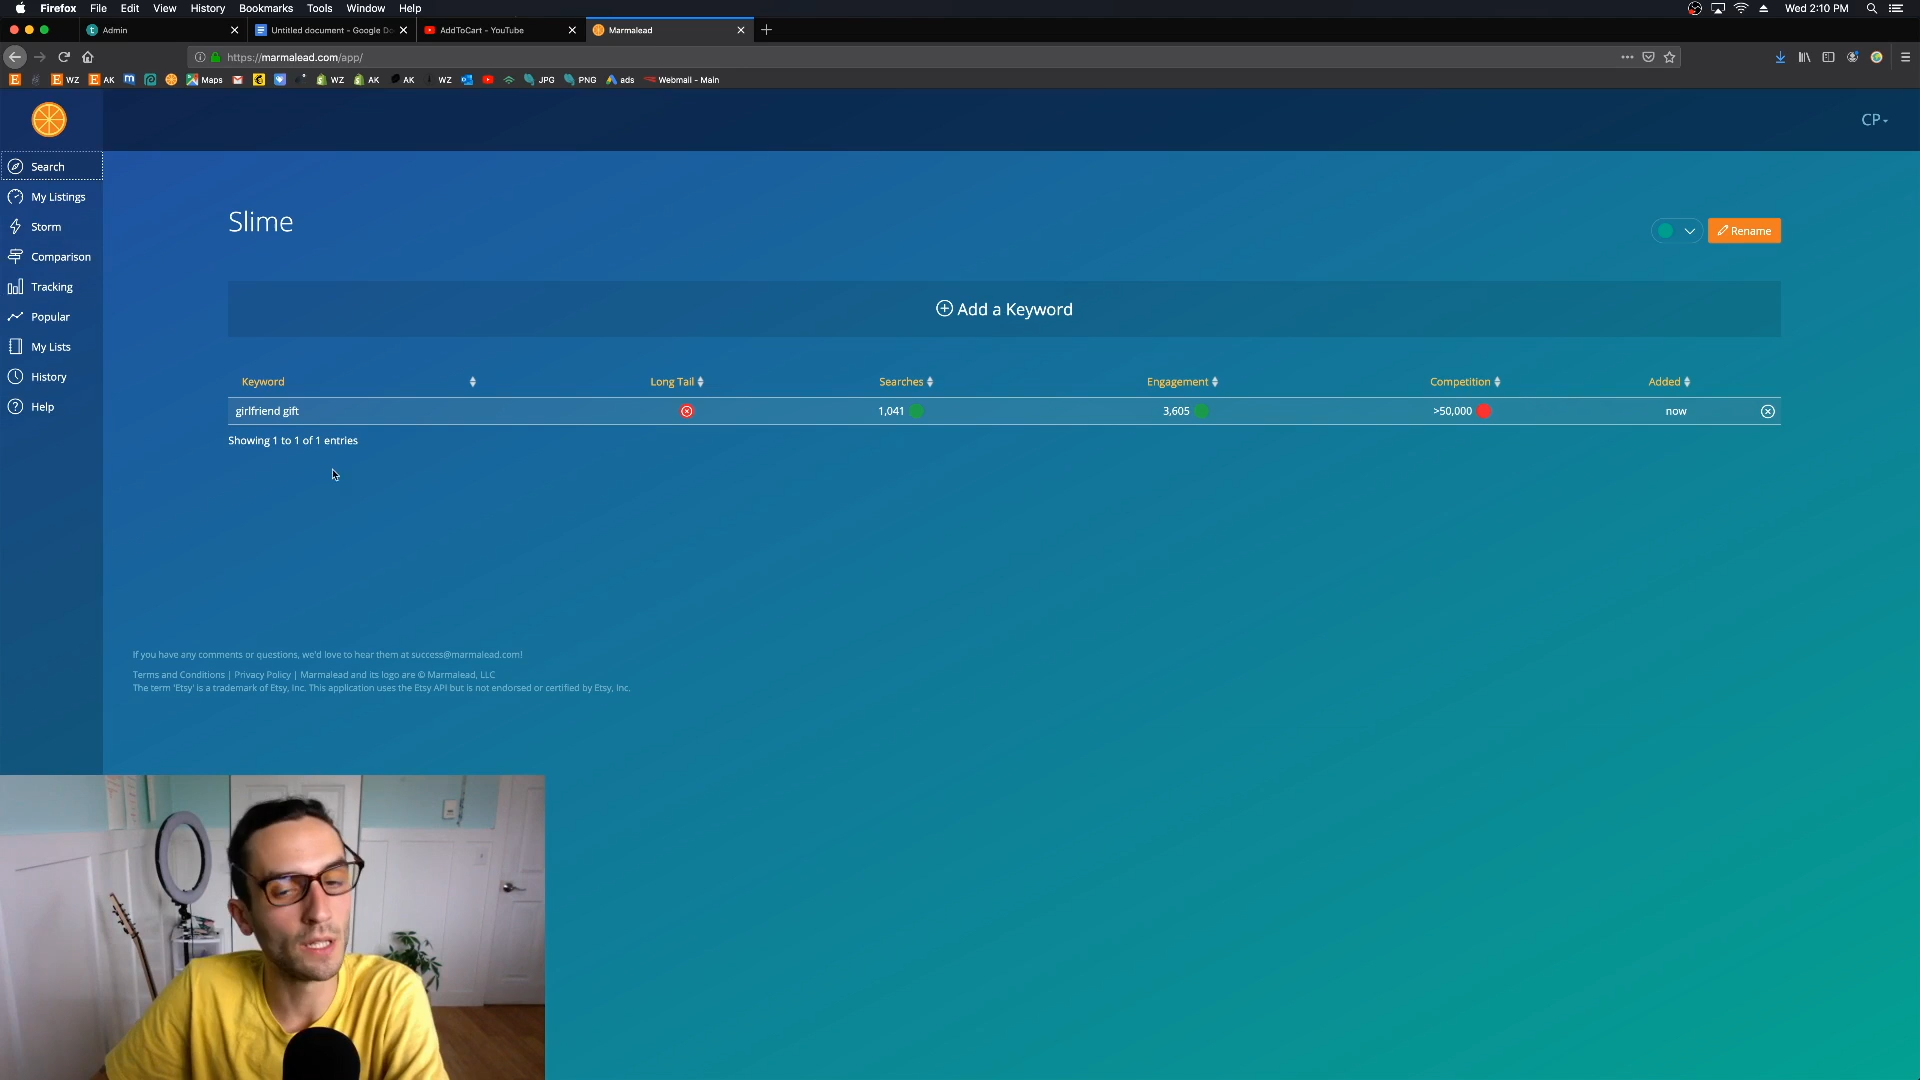 Firefox File Edit View History Bookmarks Tools Window Help Wed 2:10 PM
Admin Untitled document - Google Do AddToCart - YouTube Marmalead
https://marmalead.com/app/
WZ AK Maps WZ AK AK WZ JPG PNG ads Webmail - Main
CP
Search
My Listings
Storm
Comparison
Tracking
Popular
My Lists
History
Help
Slime
Rename
Add a Keyword
Keyword Long Tail Searches Engagement Competition Added
girlfriend gift 1,041 3,605 >50,000 now
Showing 1 to 1 of 1 entries
If you have any comments or questions, we'd love to hear them at success@marmalead.com!
Terms and Conditions | Privacy Policy | Marmalead and its logo are © Marmalead, LLC
The term 'Etsy' is a trademark of Etsy, Inc. This application uses the Etsy API but is not endorsed or certified by Etsy, Inc.